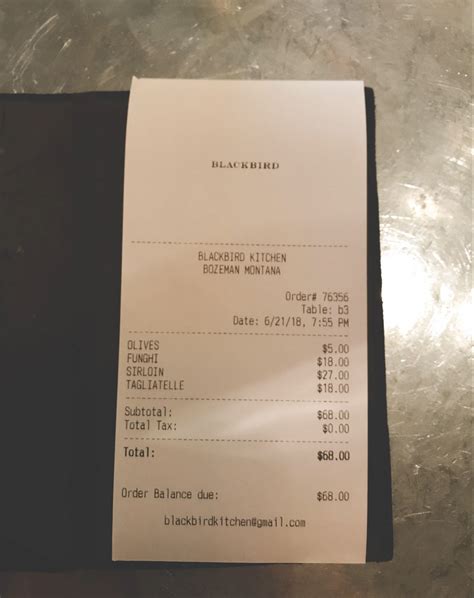 BLACKBIRD
BLACKBIRD KITCHEN
BOZEMAN MONTANA
Order# 76356
Table: b3
Date: 6/21/18, 7:55 PM
OLIVES $5.00
FUNGHI $18.00
SIRLOIN $27.00
TAGLIATELLE $18.00
Subtotal: $68.00
Total Tax: $0.00
Total: $68.00
Order Balance due: $68.00
blackbirdkitchen@gmail.com